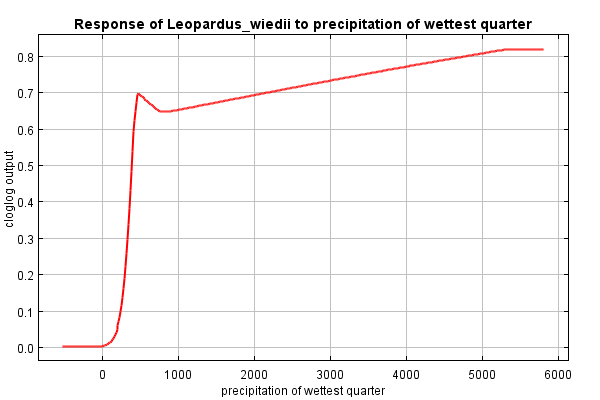 Response of Leopardus_wiedii to precipitation of wettest quarter
cloglog output
0.8
0.7
0.6
0.5
0.4
0.3
0.2
0.1
0.0
0 1000 2000 3000 4000 5000 6000
precipitation of wettest quarter